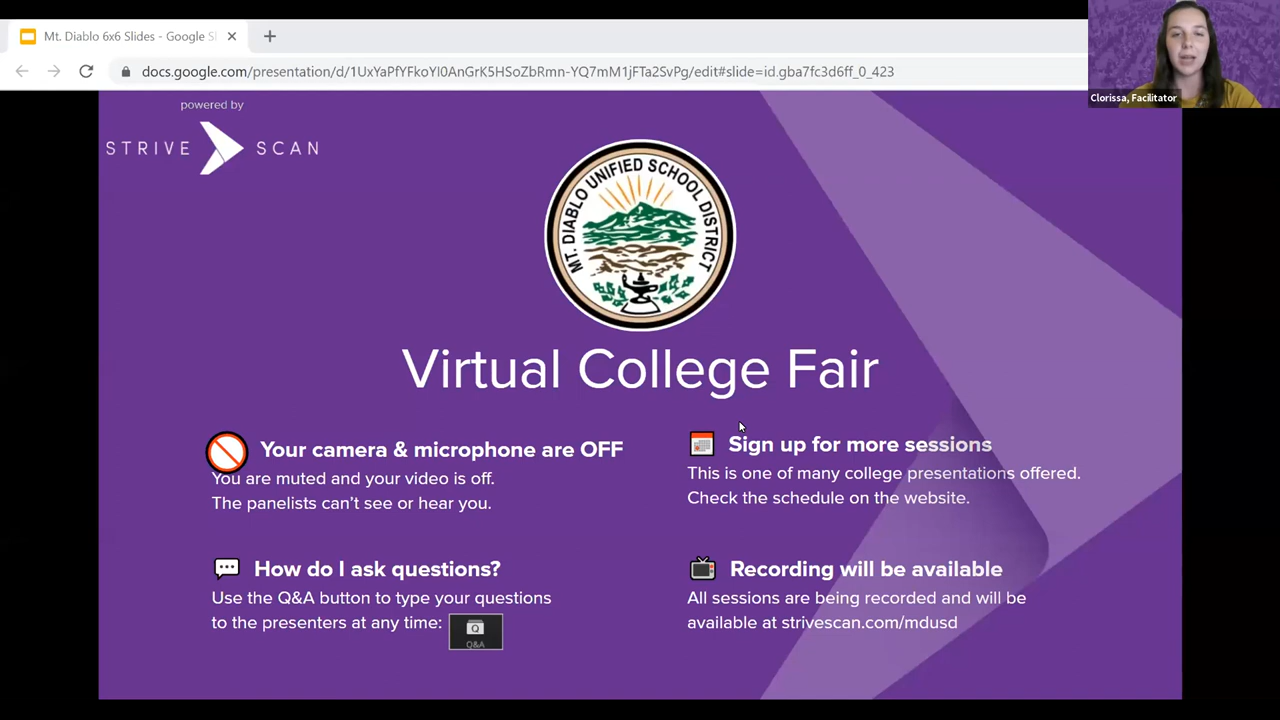 Mt. Diablo 6x6 Slides - Google Sl
docs.google.com/presentation/d/1UxYaPfYFkoYI0AnGrK5HSoZbRmn-YQ7mM1jFTa2SvPg/edit#slide=id.gba7fc3d6ff_0_423
Clorissa, Facilitator
powered by
STRIVE SCAN
MT. DIABLO UNIFIED SCHOOL DISTRICT
Virtual College Fair
Your camera & microphone are OFF
You are muted and your video is off.
The panelists can't see or hear you.
Sign up for more sessions
This is one of many college presentations offered.
Check the schedule on the website.
How do I ask questions?
Use the Q&A button to type your questions
to the presenters at any time:
Q
Q&A
Recording will be available
All sessions are being recorded and will be
available at strivescan.com/mdusd